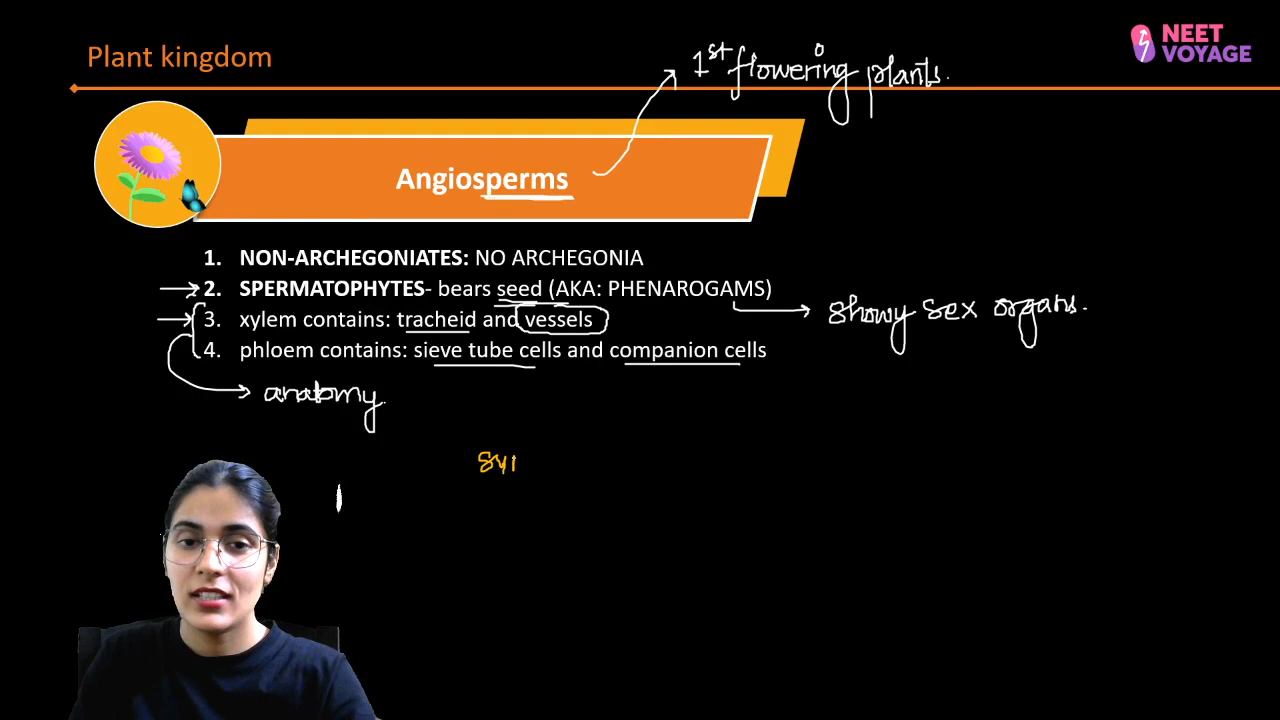 Plant kingdom
NEET
VOYAGE
1st flowering plants.
Angiosperms
1. NON-ARCHEGONIATES: NO ARCHEGONIA
2. SPERMATOPHYTES- bears seed (AKA: PHENAROGAMS)
showy sex organs.
3. xylem contains: tracheid and vessels
4. phloem contains: sieve tube cells and companion cells
anatomy.